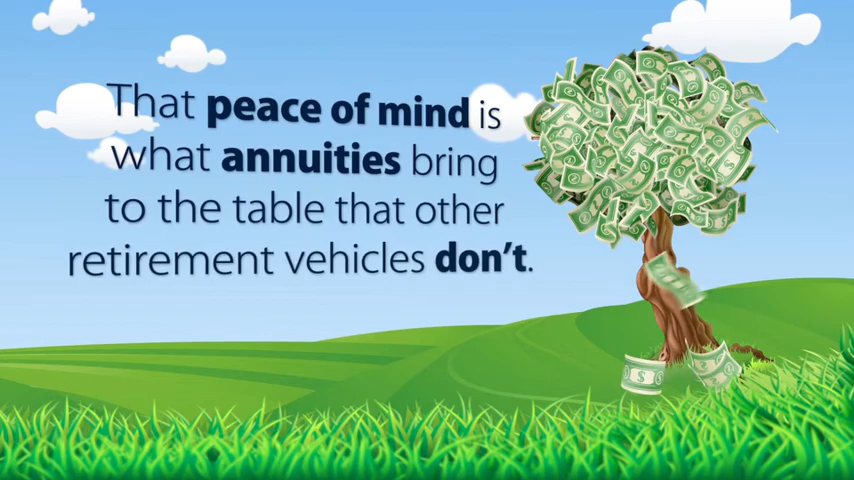 That peace of mind is
what annuities bring
to the table that other
retirement vehicles don't.